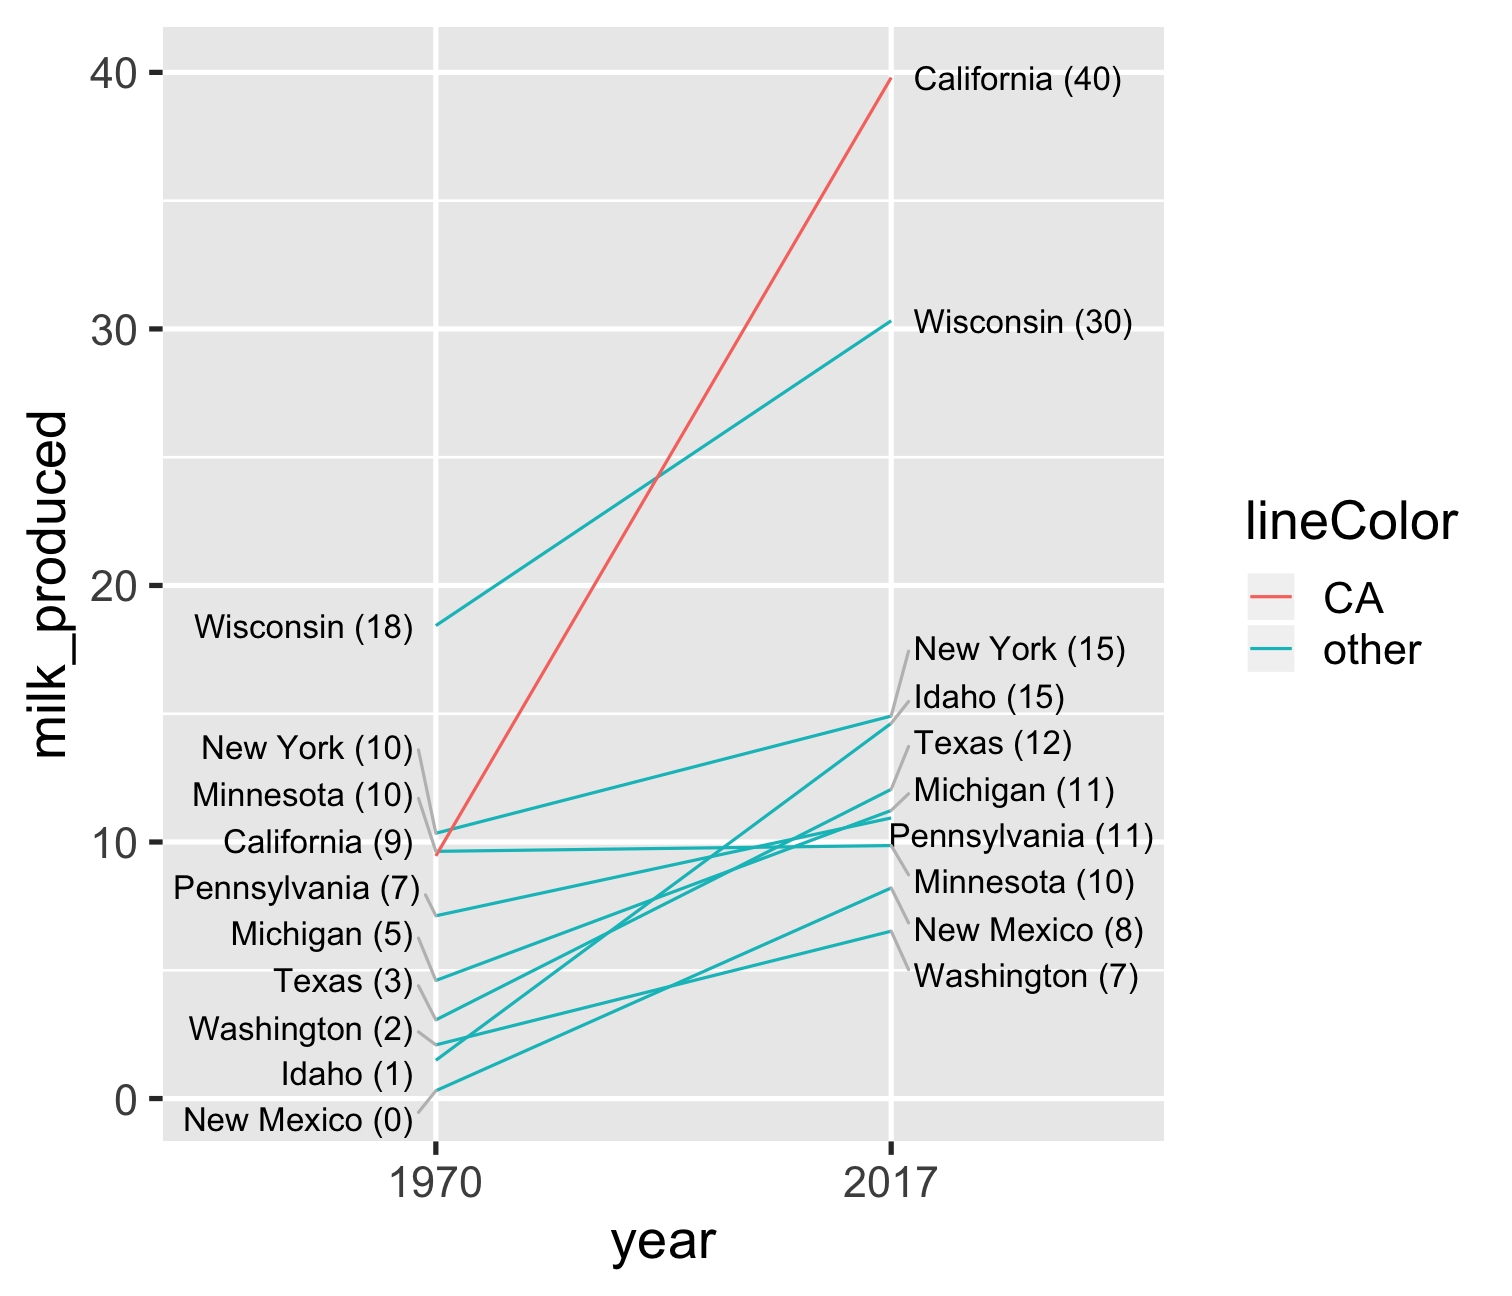 40
30
20
10
0
milk_produced
California (40)
Wisconsin (30)
Wisconsin (18)
New York (15)
Idaho (15)
Texas (12)
Michigan (11)
Pennsylvania (11)
Minnesota (10)
New Mexico (8)
Washington (7)
New York (10)
Minnesota (10)
California (9)
Pennsylvania (7)
Michigan (5)
Texas (3)
Washington (2)
Idaho (1)
New Mexico (0)
1970
2017
year
lineColor
CA
other